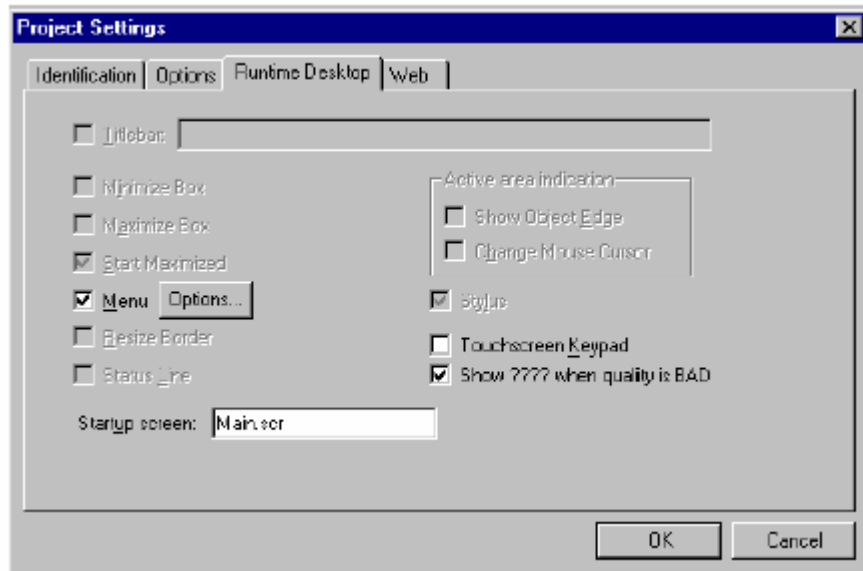 Project Settings
Identification Options Runtime Desktop Web
Titlebar:
Minimize Box
Maximize Box
Start Maximized
Menu Options...
Resize Border
Status Line
Active area indication
Show Object Edge
Change Mouse Cursor
Stylus
Touchscreen Keypad
Show ???? when quality is BAD
Startup screen: Main.scr
OK Cancel